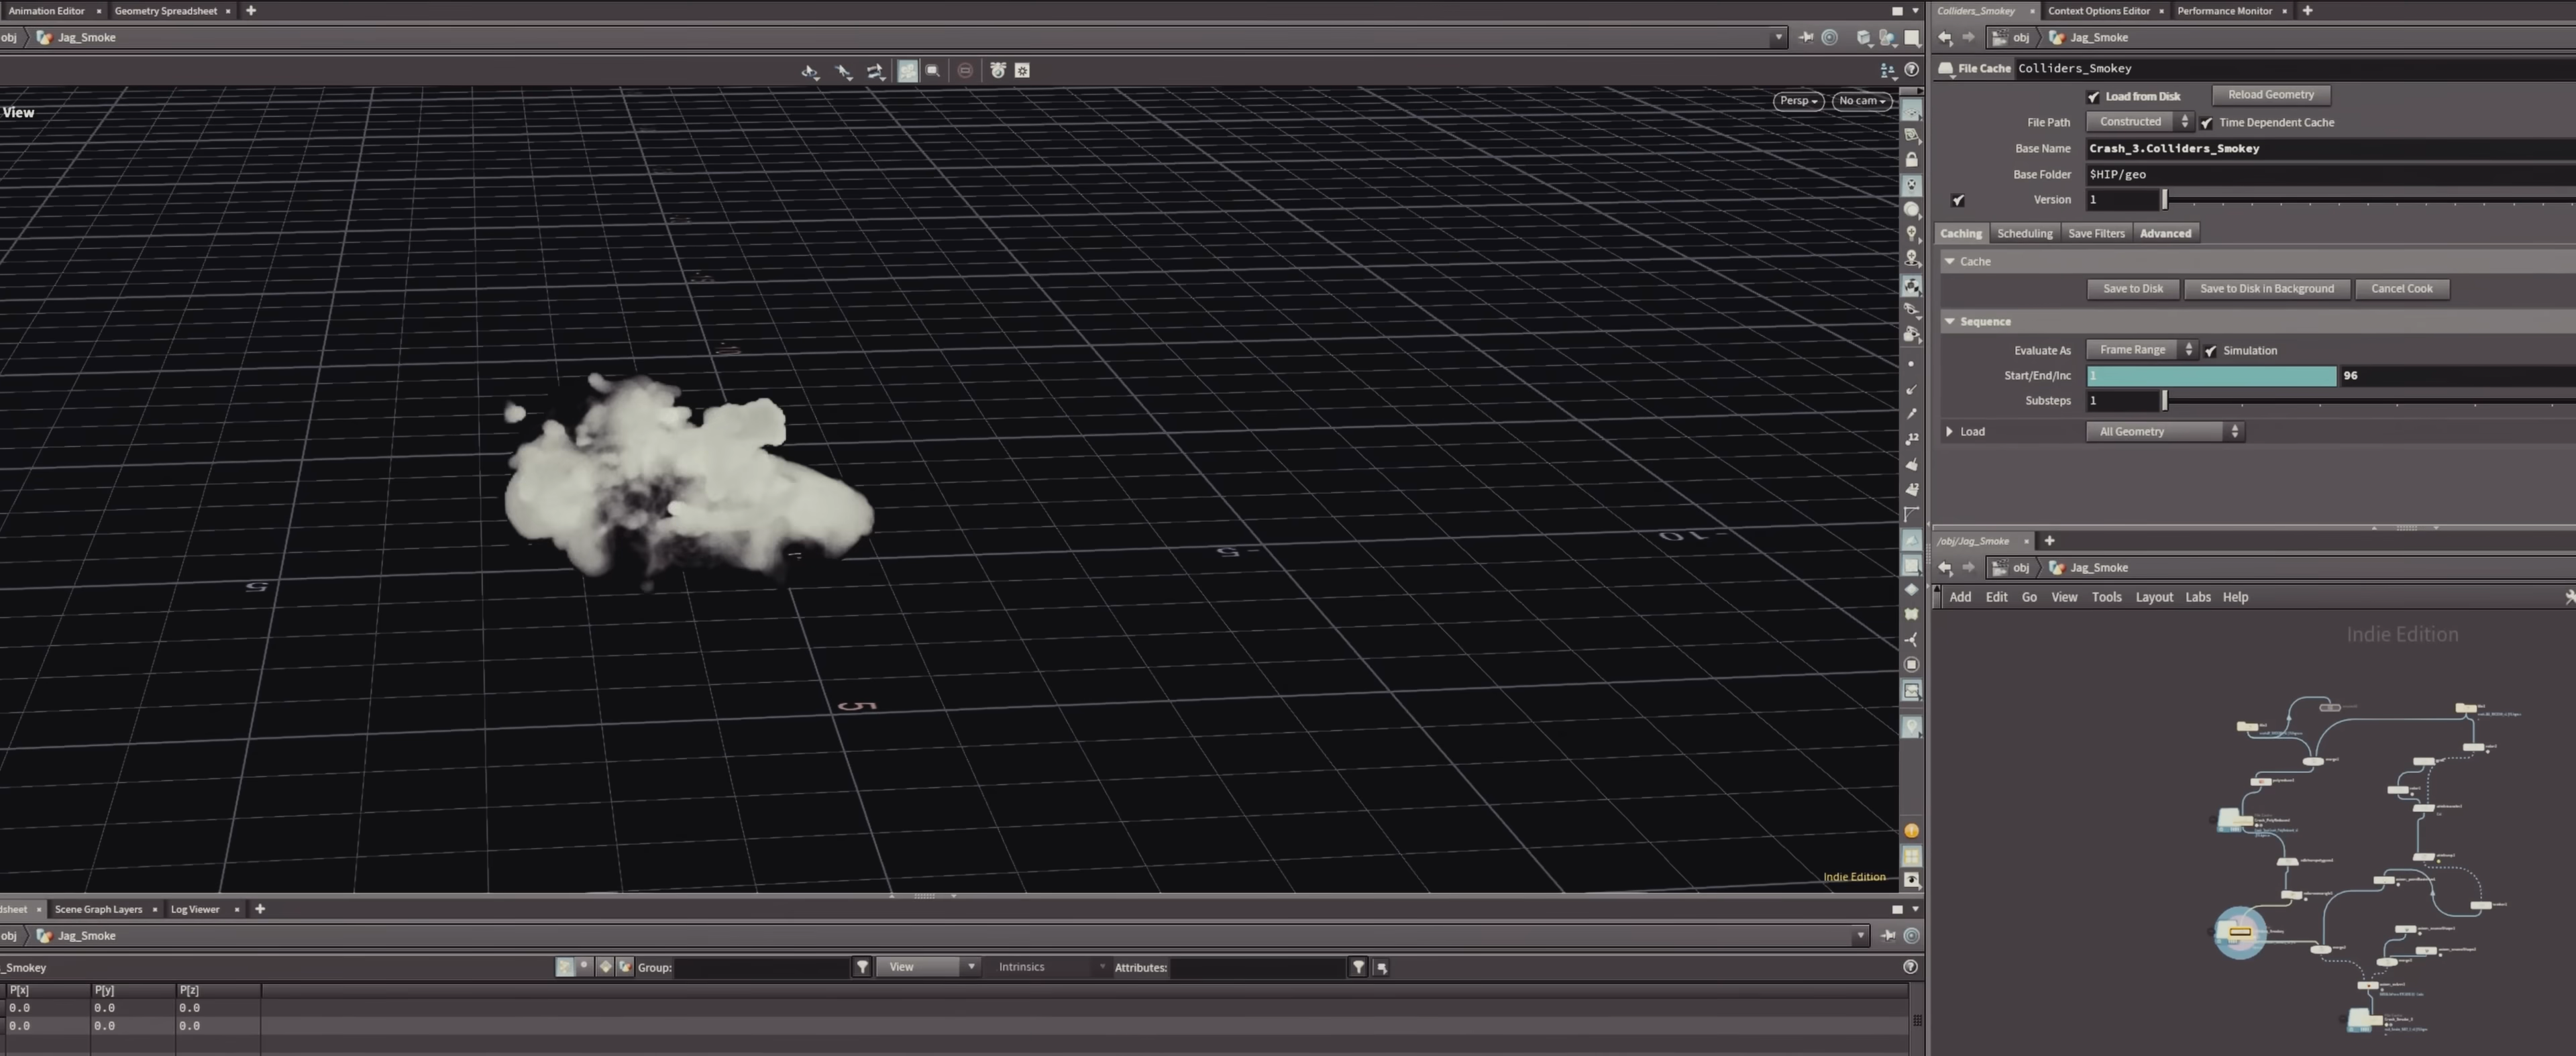 Animation Editor Geometry Spreadsheet
obj Jag_Smoke
View
Persp No cam
5
5
-5
-10
Indie Edition
dsheet Scene Graph Layers Log Viewer
obj Jag_Smoke
_Smokey Group: View Intrinsics Attributes:
P[x] P[y] P[z]
0.0 0.0 0.0
0.0 0.0 0.0
Colliders_Smokey Context Options Editor Performance Monitor
obj Jag_Smoke
File Cache Colliders_Smokey
Load from Disk Reload Geometry
File Path Constructed Time Dependent Cache
Base Name Crash_3.Colliders_Smokey
Base Folder $HIP/geo
Version 1
Caching Scheduling Save Filters Advanced
Cache
Save to Disk Save to Disk in Background Cancel Cook
Sequence
Evaluate As Frame Range Simulation
Start/End/Inc 1 96
Substeps 1
Load All Geometry
/obj/Jag_Smoke
obj Jag_Smoke
Add Edit Go View Tools Layout Labs Help
Indie Edition